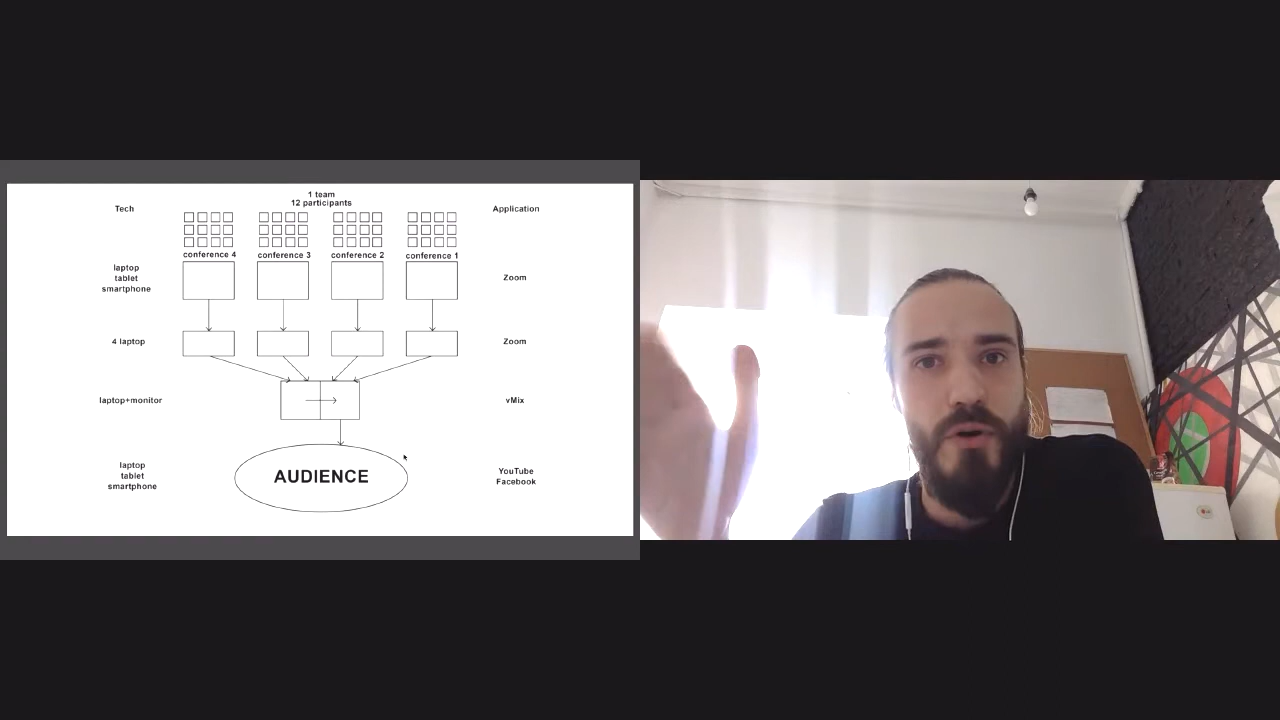 1 team
12 participants
Tech
Application
conference 4
conference 3
conference 2
conference 1
laptop
tablet
smartphone
Zoom
4 laptop
Zoom
laptop+monitor
vMix
laptop
tablet
smartphone
AUDIENCE
YouTube
Facebook